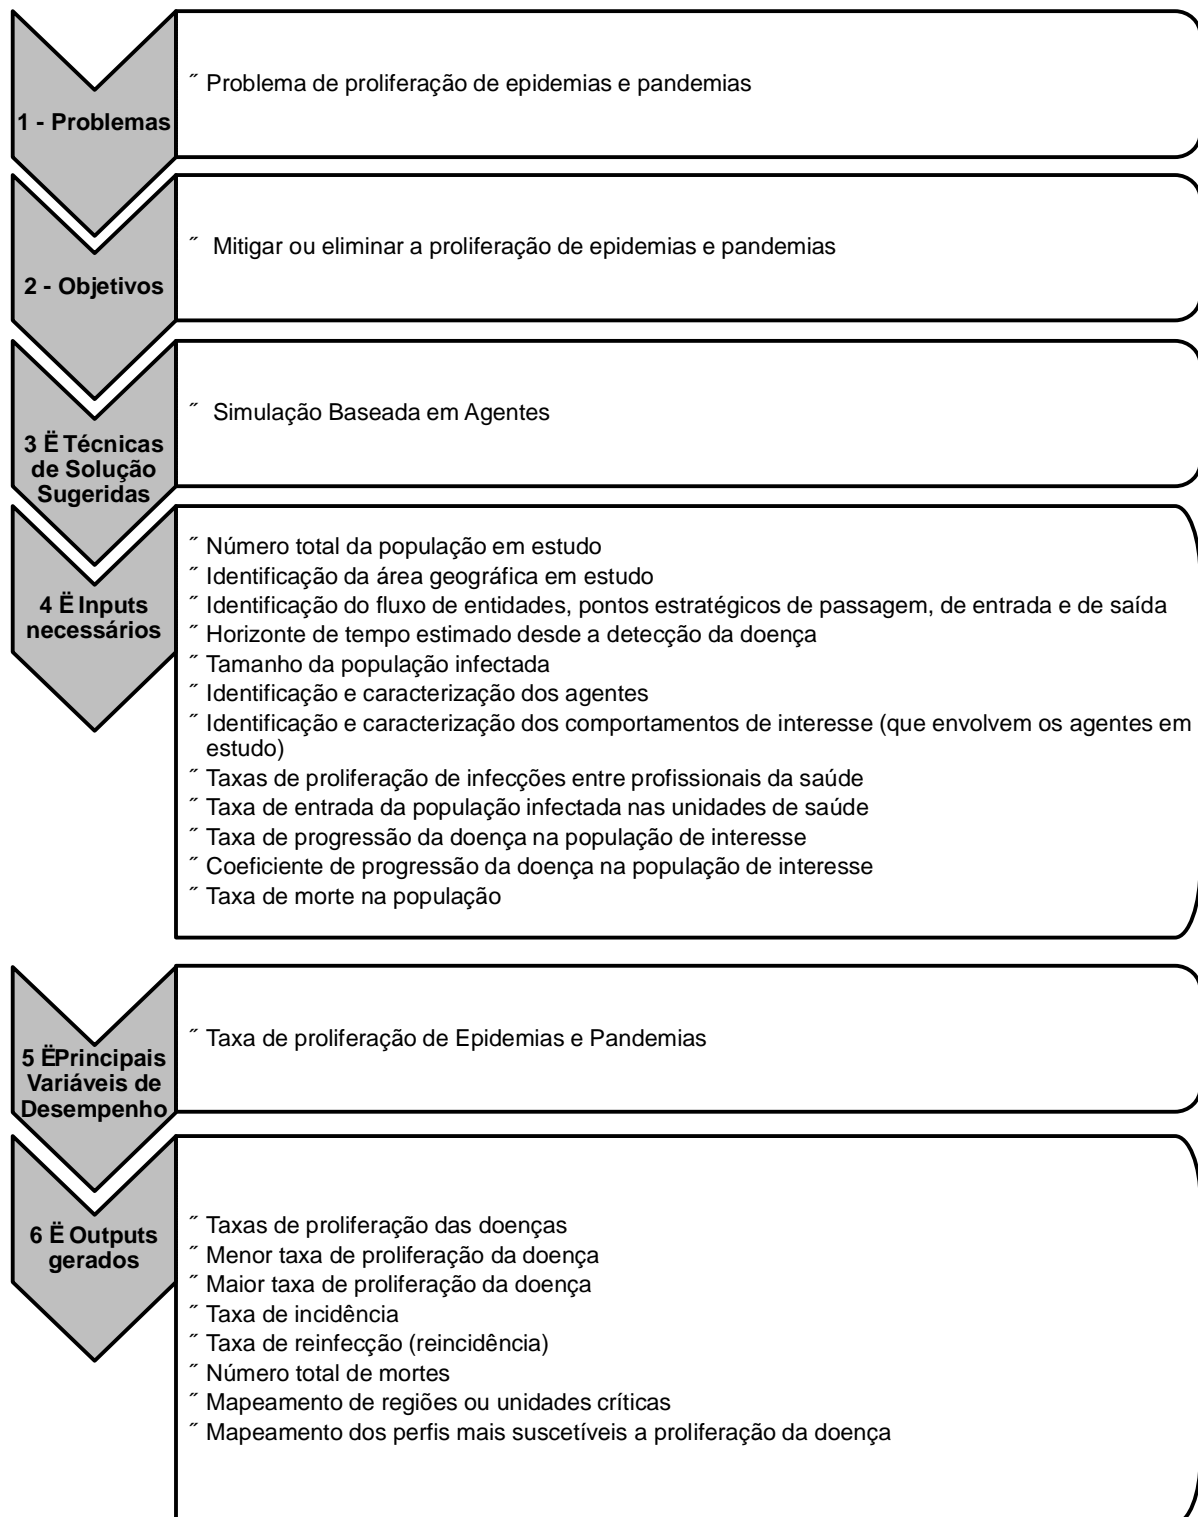 1 - Problemas
˝ Problema de proliferação de epidemias e pandemias
2 - Objetivos
˝ Mitigar ou eliminar a proliferação de epidemias e pandemias
3 Ë Técnicas
de Solução
Sugeridas
˝ Simulação Baseada em Agentes
4 Ë Inputs
necessários
˝ Número total da população em estudo
˝ Identificação da área geográfica em estudo
˝ Identificação do fluxo de entidades, pontos estratégicos de passagem, de entrada e de saída
˝ Horizonte de tempo estimado desde a detecção da doença
˝ Tamanho da população infectada
˝ Identificação e caracterização dos agentes
˝ Identificação e caracterização dos comportamentos de interesse (que envolvem os agentes em
estudo)
˝ Taxas de proliferação de infecções entre profissionais da saúde
˝ Taxa de entrada da população infectada nas unidades de saúde
˝ Taxa de progressão da doença na população de interesse
˝ Coeficiente de progressão da doença na população de interesse
˝ Taxa de morte na população
5 ËPrincipais
Variáveis de
Desempenho
˝ Taxa de proliferação de Epidemias e Pandemias
6 Ë Outputs
gerados
˝ Taxas de proliferação das doenças
˝ Menor taxa de proliferação da doença
˝ Maior taxa de proliferação da doença
˝ Taxa de incidência
˝ Taxa de reinfecção (reincidência)
˝ Número total de mortes
˝ Mapeamento de regiões ou unidades críticas
˝ Mapeamento dos perfis mais suscetíveis a proliferação da doença